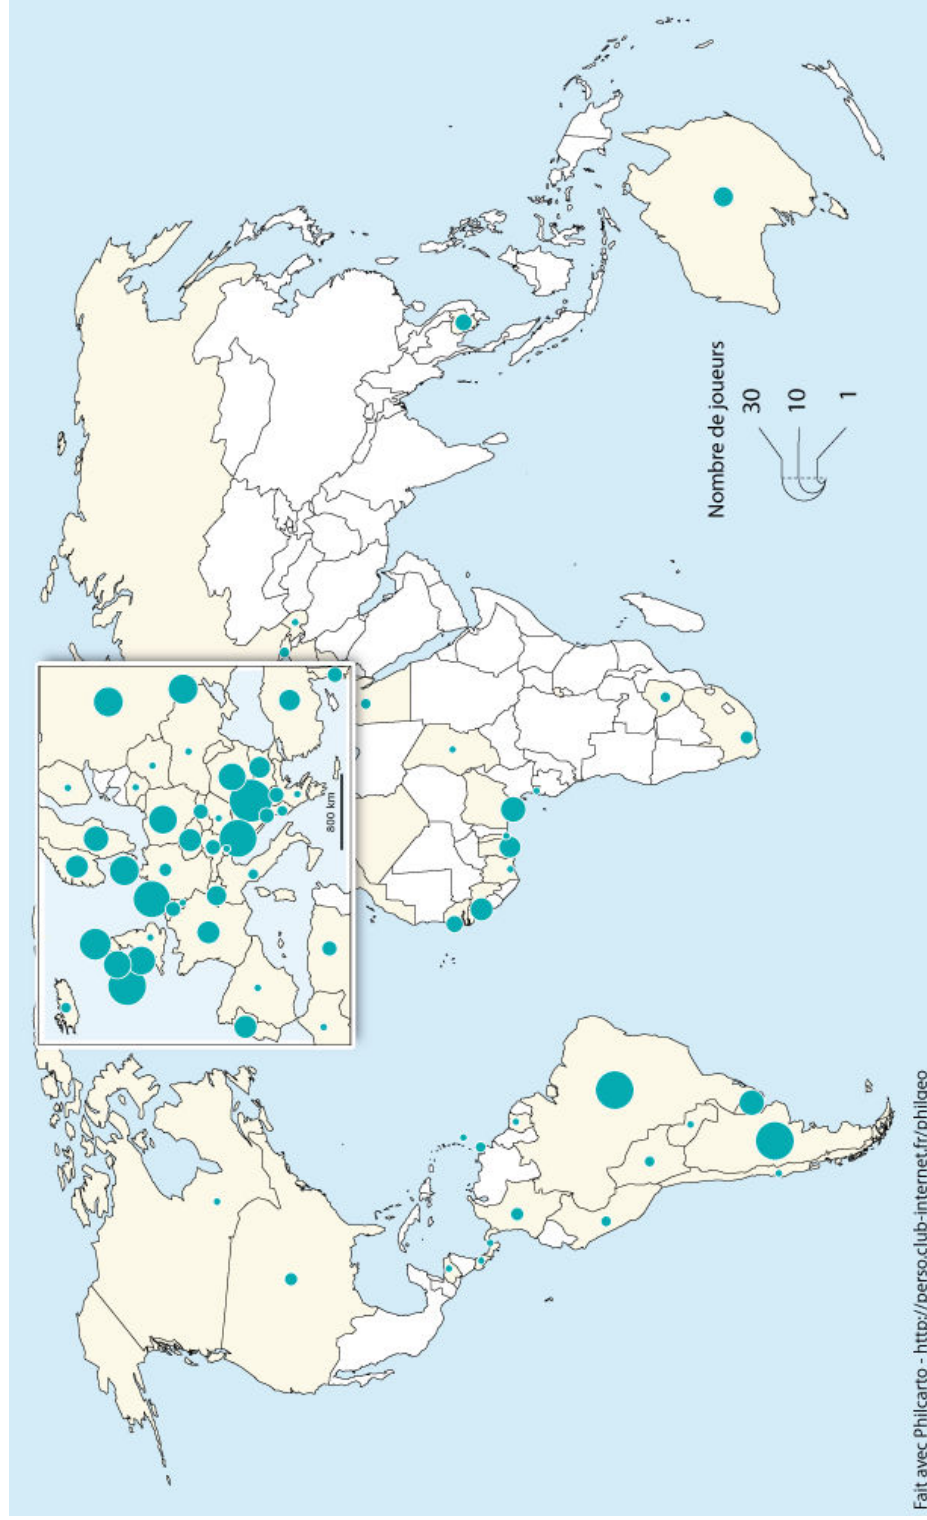 800 km
Nombre de joueurs
30
10
1
Fait avec Philcarto - http://perso.club-internet.fr/philgeo